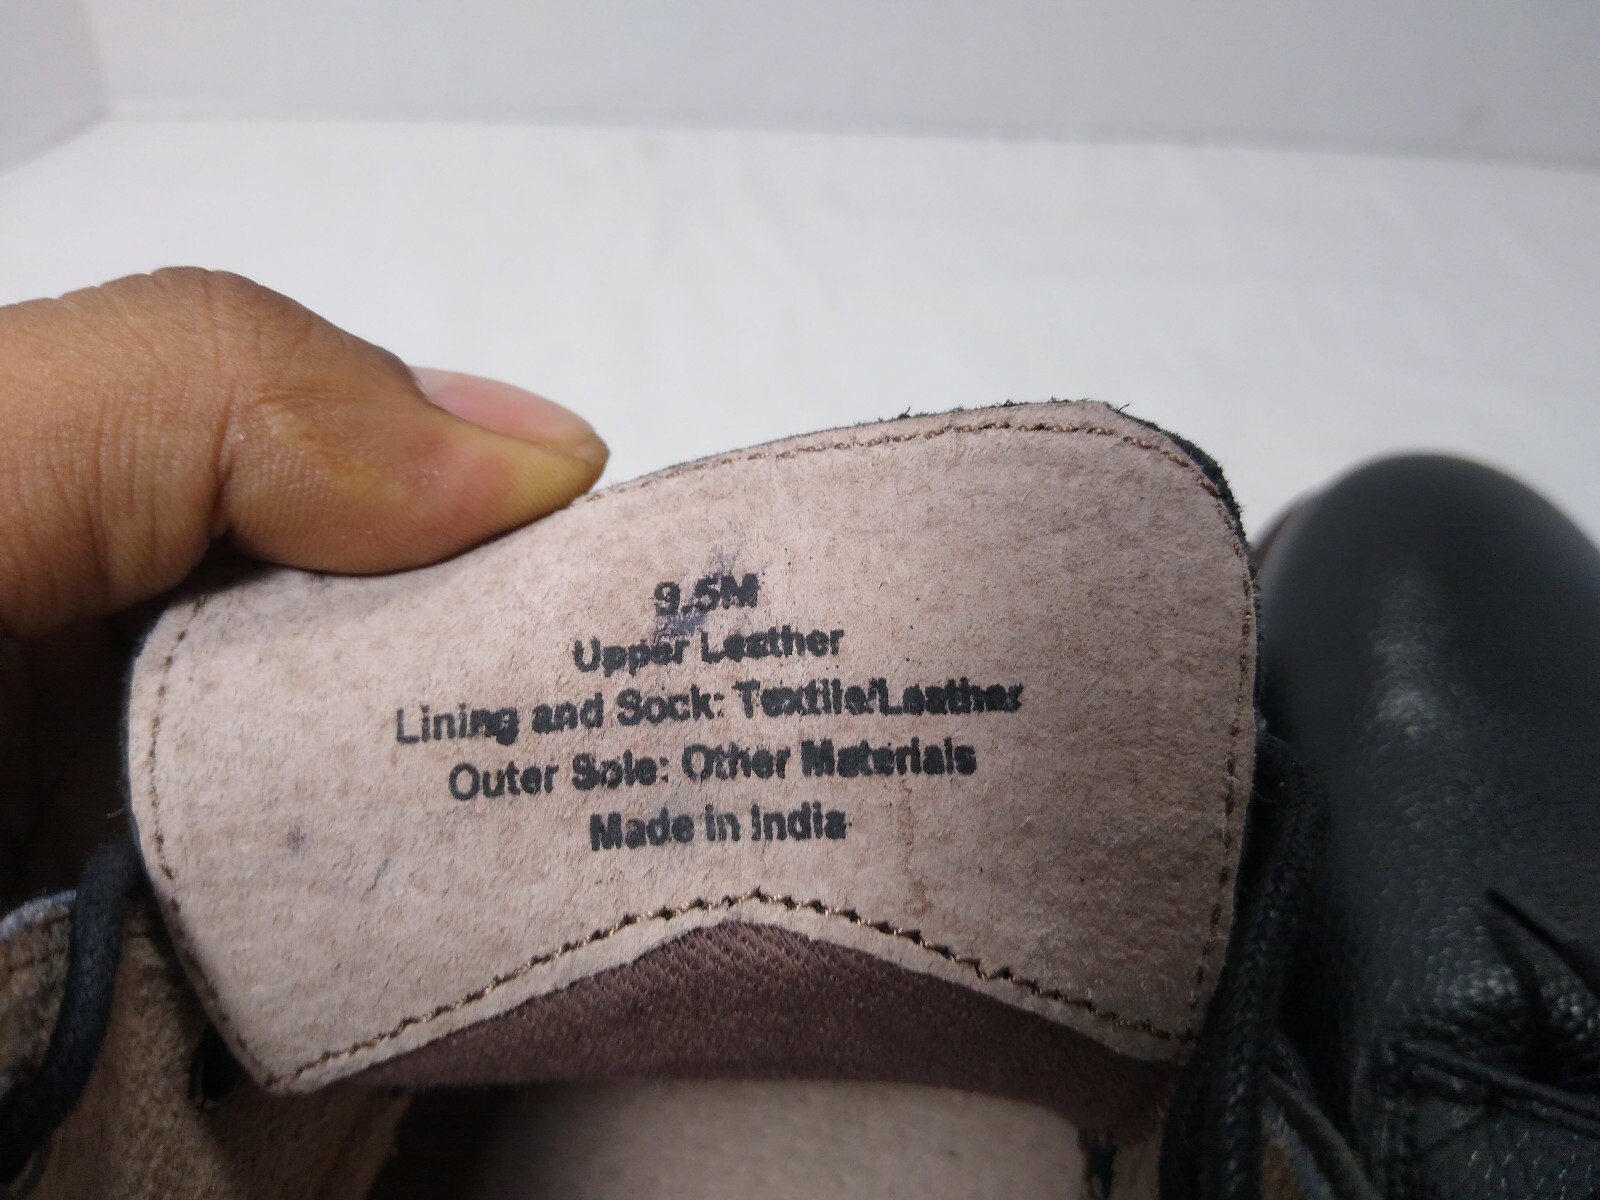 9.5M
Upper Leather
Lining and Sock: Textile/Leather
Outer Sole: Other Materials
Made in India